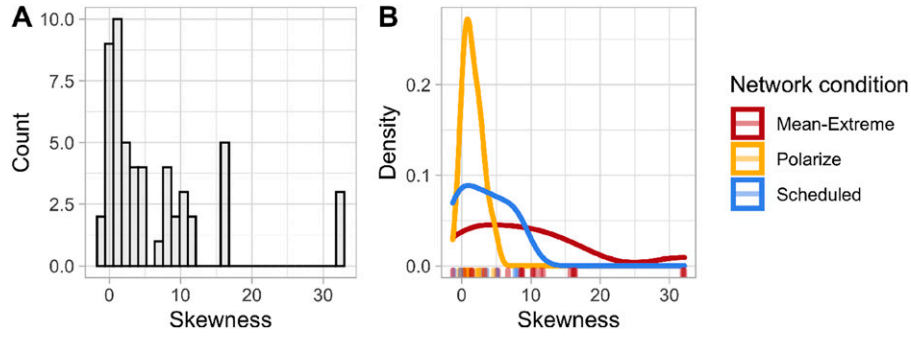 A
10.0
7.5
5.0
2.5
0.0
Count
0
10
20
30
Skewness
B
0.2
0.1
0.0
Density
0
10
20
30
Skewness
Network condition
Mean-Extreme
Polarize
Scheduled